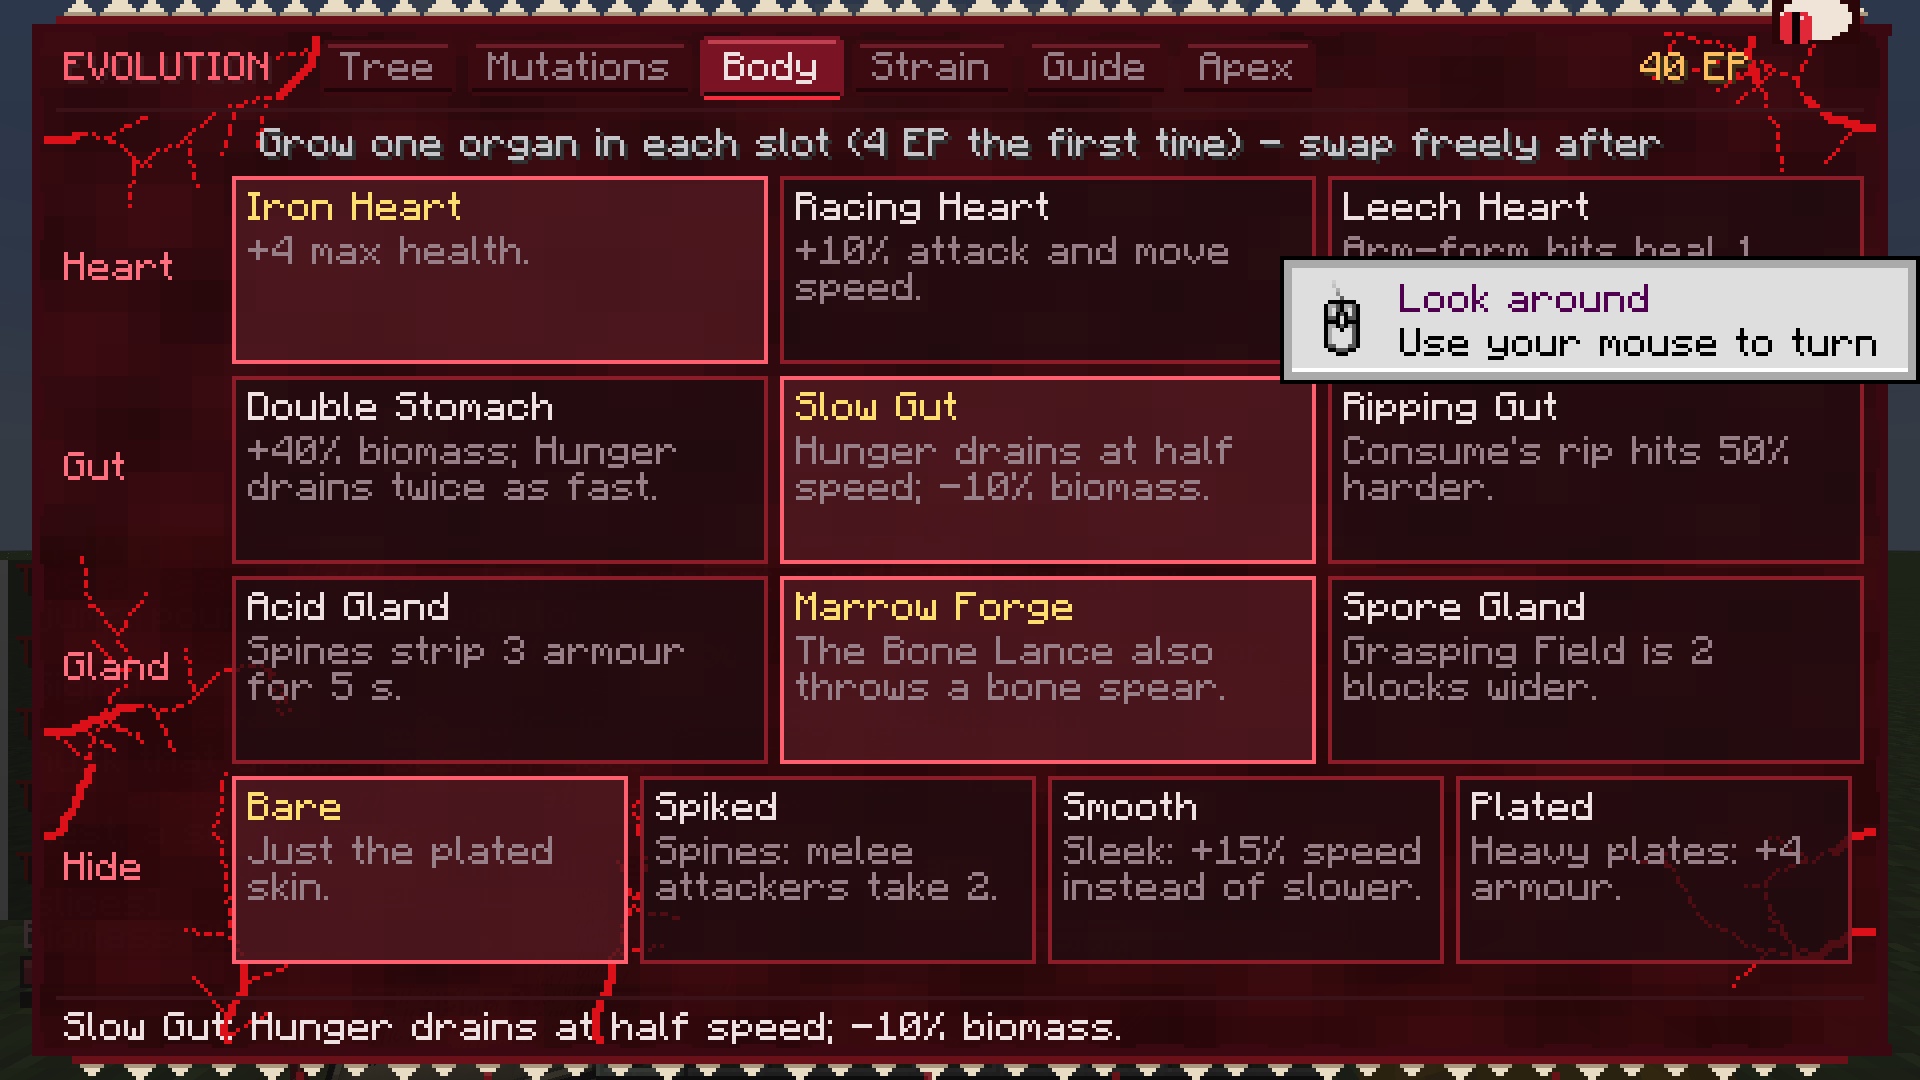 EVOLUTION Tree Mutations Body Strain Guide Apex 40 EP
Grow one organ in each slot (4 EP the first time) - swap freely after
Heart
Iron Heart
+4 max health.
Racing Heart
+10% attack and move
speed.
Leech Heart
Arm-form hits heal 1
Look around
Use your mouse to turn
Gut
Double Stomach
+40% biomass; Hunger
drains twice as fast.
Slow Gut
Hunger drains at half
speed; -10% biomass.
Ripping Gut
Consume's rip hits 50%
harder.
Gland
Acid Gland
Spines strip 3 armour
for 5 s.
Marrow Forge
The Bone Lance also
throws a bone spear.
Spore Gland
Grasping Field is 2
blocks wider.
Hide
Bare
Just the plated
skin.
Spiked
Spines: melee
attackers take 2.
Smooth
Sleek: +15% speed
instead of slower.
Plated
Heavy plates: +4
armour.
Slow Gut: Hunger drains at half speed; -10% biomass.